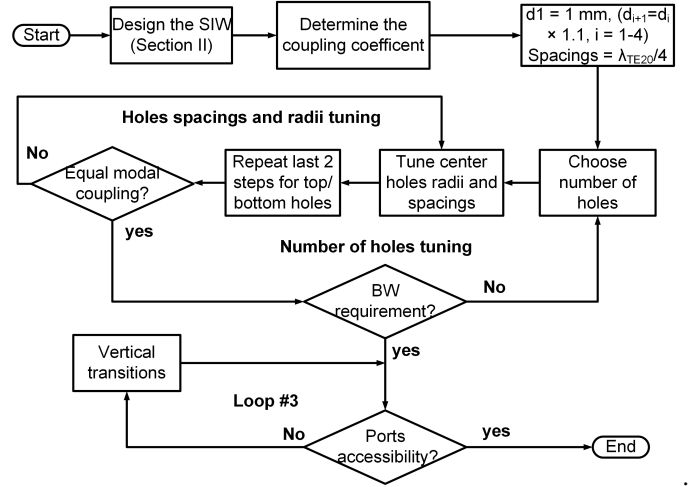 Start
Design the SIW
(Section II)
Determine the
coupling coefficent
d1 = 1 mm, (di+1=di
× 1.1, i = 1-4)
Spacings = λTE20/4
Holes spacings and radii tuning
No
Equal modal
coupling?
Repeat last 2
steps for top/
bottom holes
Tune center
holes radii and
spacings
Choose
number of
holes
yes
Number of holes tuning
BW
requirement?
No
yes
Vertical
transitions
Loop #3
No
Ports
accessibility?
yes
End
.